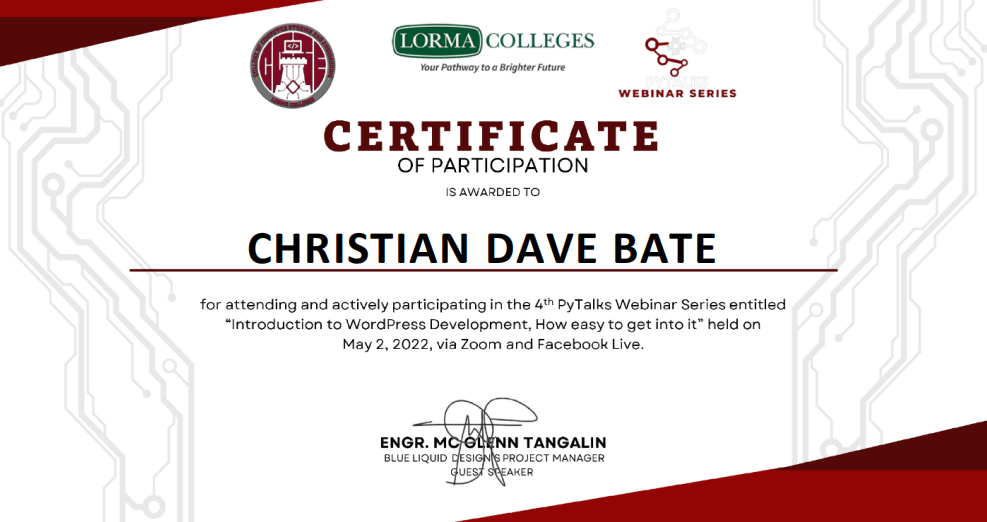 LORMA COLLEGES
Your Pathway to a Brighter Future
PYTALKS
WEBINAR SERIES
CERTIFICATE
OF PARTICIPATION
IS AWARDED TO
CHRISTIAN DAVE BATE
for attending and actively participating in the 4th PyTalks Webinar Series entitled
“Introduction to WordPress Development, How easy to get into it” held on
May 2, 2022, via Zoom and Facebook Live.
ENGR. MC GLENN TANGALIN
BLUE LIQUID DESIGNS PROJECT MANAGER
GUEST SPEAKER